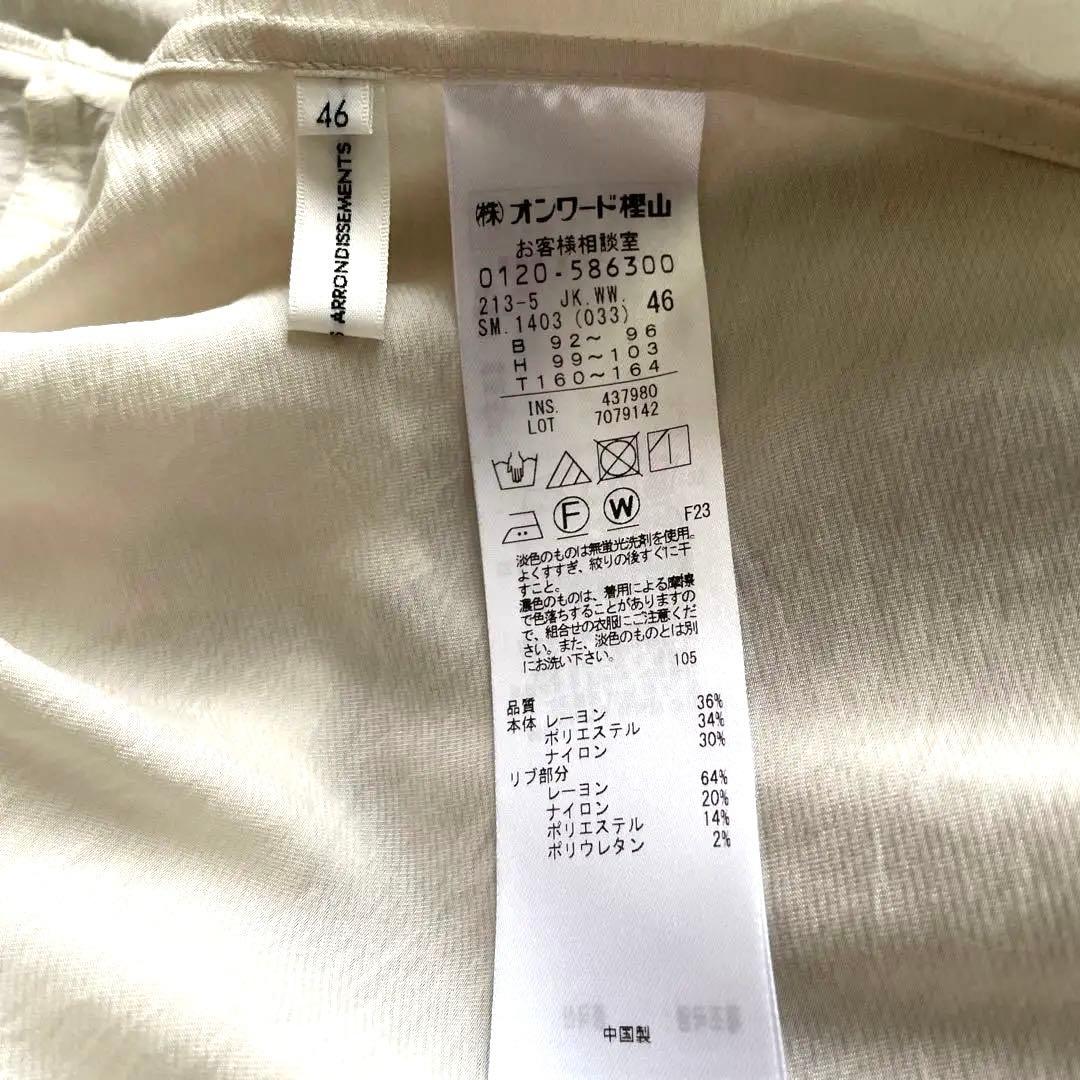 46
ARRONDISSEMENTS
㈱オンワード樫山
お客様相談室
0120-586300
213-5 JK.WW. 46
SM.1403 (033)
B 92～ 96
H 99～103
T160～164
INS. 437980
LOT 7079142
F W
F23
淡色のものは無蛍光洗剤を使用。
よくすすぎ、絞りの後すぐに干
すこと。
濃色のものは、着用による摩擦
で色落ちすることがありますの
で、組合せの衣服にご注意くだ
さい。また、淡色のものとは別
にお洗い下さい。 105
品質
本体 レーヨン 36%
ポリエステル 34%
ナイロン 30%
リブ部分
レーヨン 64%
ナイロン 20%
ポリエステル 14%
ポリウレタン 2%
中国製